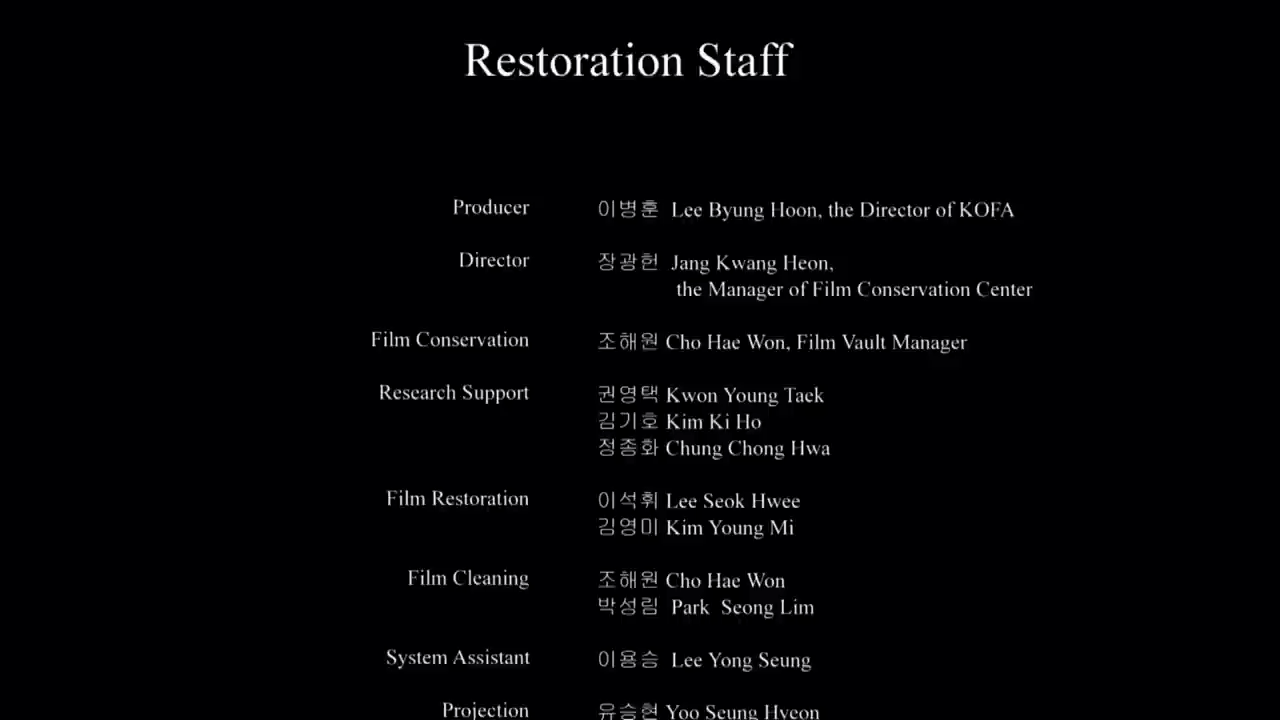 Restoration Staff
Producer 이병훈 Lee Byung Hoon, the Director of KOFA
Director 장광헌 Jang Kwang Heon,
the Manager of Film Conservation Center
Film Conservation 조해원 Cho Hae Won, Film Vault Manager
Research Support 권영택 Kwon Young Taek
김기호 Kim Ki Ho
정종화 Chung Chong Hwa
Film Restoration 이석휘 Lee Seok Hwee
김영미 Kim Young Mi
Film Cleaning 조해원 Cho Hae Won
박성림 Park Seong Lim
System Assistant 이용승 Lee Yong Seung
Projection 유승현 Yoo Seung Hyeon